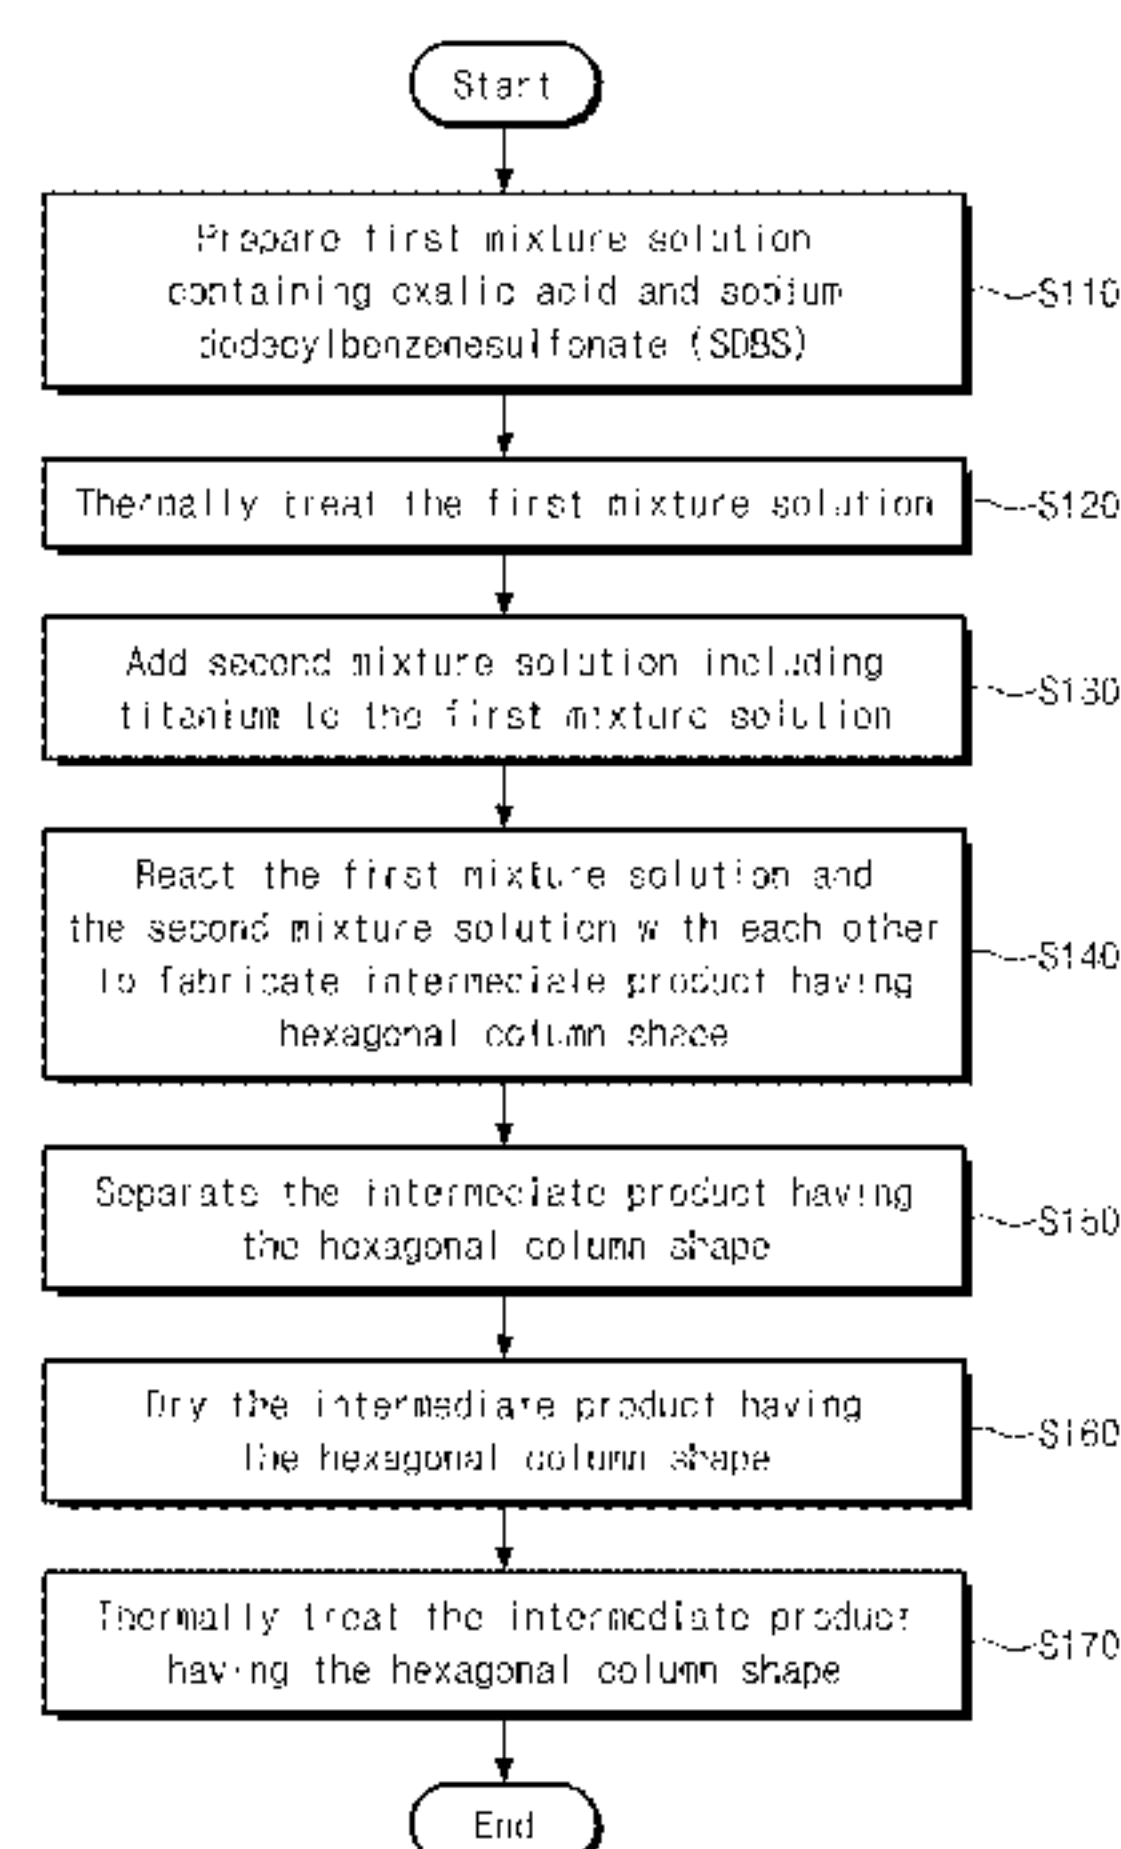 Start
Prepare first mixture solution
containing oxalic acid and sodium
dodecylbenzenesulfonate (SDBS)
S110
Thermally treat the first mixture solution
S120
Add second mixture solution including
titanium to the first mixture solution
S130
React the first mixture solution and
the second mixture solution with each other
to fabricate intermediate product having
hexagonal column shape
S140
Separate the intermediate product having
the hexagonal column shape
S150
Dry the intermediate product having
the hexagonal column shape
S160
Thermally treat the intermediate product
having the hexagonal column shape
S170
End